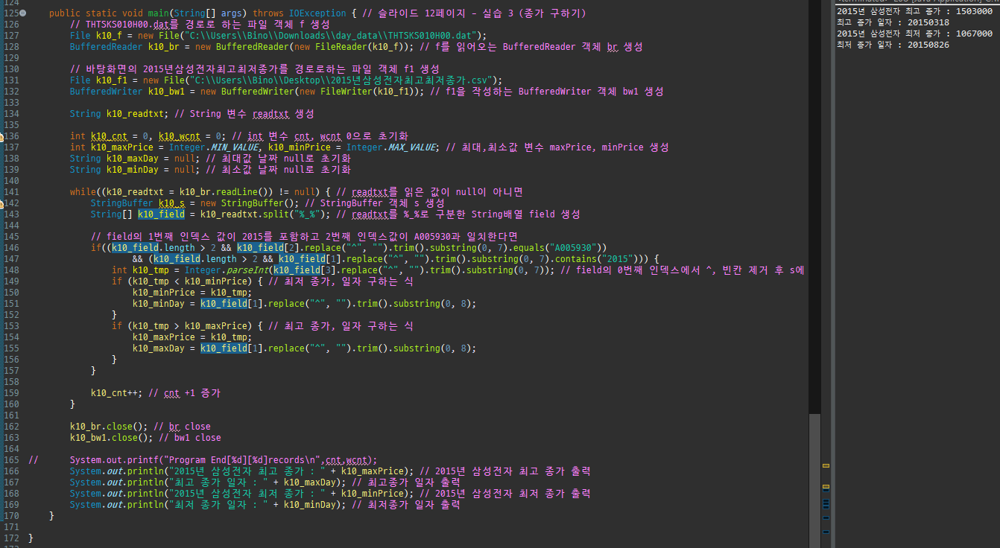 124
125 public static void main(String[] args) throws IOException { // 슬라이드 12페이지 - 실습 3 (종가 구하기)
126 // THTSKS010H00.dat를 경로로 하는 파일 객체 f 생성
127 File k10_f = new File("C:\\Users\\Bino\\Downloads\\day_data\\THTSKS010H00.dat");
128 BufferedReader k10_br = new BufferedReader(new FileReader(k10_f)); // f를 읽어오는 BufferedReader 객체 br 생성
129
130 // 바탕화면의 2015년삼성전자최고최저종가를 경로로하는 파일 객체 f1 생성
131 File k10_f1 = new File("C:\\Users\\Bino\\Desktop\\2015년삼성전자최고최저종가.csv");
132 BufferedWriter k10_bw1 = new BufferedWriter(new FileWriter(k10_f1)); // f1을 작성하는 BufferedWriter 객체 bw1 생성
133
134 String k10_readtxt; // String 변수 readtxt 생성
135
136 int k10_cnt = 0, k10_wcnt = 0; // int 변수 cnt, wcnt 0으로 초기화
137 int k10_maxPrice = Integer.MIN_VALUE, k10_minPrice = Integer.MAX_VALUE; // 최대,최소값 변수 maxPrice, minPrice 생성
138 String k10_maxDay = null; // 최대값 날짜 null로 초기화
139 String k10_minDay = null; // 최소값 날짜 null로 초기화
140
141 while((k10_readtxt = k10_br.readLine()) != null) { // readtxt를 읽은 값이 null이 아니면
142 StringBuffer k10_s = new StringBuffer(); // StringBuffer 객체 s 생성
143 String[] k10_field = k10_readtxt.split("%_%"); // readtxt를 %_%로 구분한 String배열 field 생성
144
145 // field의 1번째 인덱스 값이 2015를 포함하고 2번째 인덱스값이 A005930과 일치한다면
146 if((k10_field.length > 2 && k10_field[2].replace("^", "").trim().substring(0, 7).equals("A005930"))
147 && (k10_field.length > 2 && k10_field[1].replace("^", "").trim().substring(0, 7).contains("2015"))) {
148 int k10_tmp = Integer.parseInt(k10_field[3].replace("^", "").trim().substring(0, 7)); // field의 0번째 인덱스에서 ^, 빈칸 제거 후 s에
149 if (k10_tmp < k10_minPrice) { // 최저 종가, 일자 구하는 식
150 k10_minPrice = k10_tmp;
151 k10_minDay = k10_field[1].replace("^", "").trim().substring(0, 8);
152 }
153 if (k10_tmp > k10_maxPrice) { // 최고 종가, 일자 구하는 식
154 k10_maxPrice = k10_tmp;
155 k10_maxDay = k10_field[1].replace("^", "").trim().substring(0, 8);
156 }
157 }
158
159 k10_cnt++; // cnt +1 증가
160 }
161
162 k10_br.close(); // br close
163 k10_bw1.close(); // bw1 close
164
165 // System.out.printf("Program End[%d][%d]records\n",cnt,wcnt);
166 System.out.println("2015년 삼성전자 최고 종가 : " + k10_maxPrice); // 2015년 삼성전자 최고 종가 출력
167 System.out.println("최고 종가 일자 : " + k10_maxDay); // 최고종가 일자 출력
168 System.out.println("2015년 삼성전자 최저 종가 : " + k10_minPrice); // 2015년 삼성전자 최저 종가 출력
169 System.out.println("최저 종가 일자 : " + k10_minDay); // 최저종가 일자 출력
170 }
171
172 }
2015년 삼성전자 최고 종가 : 1503000
최고 종가 일자 : 20150318
2015년 삼성전자 최저 종가 : 1067000
최저 종가 일자 : 20150826